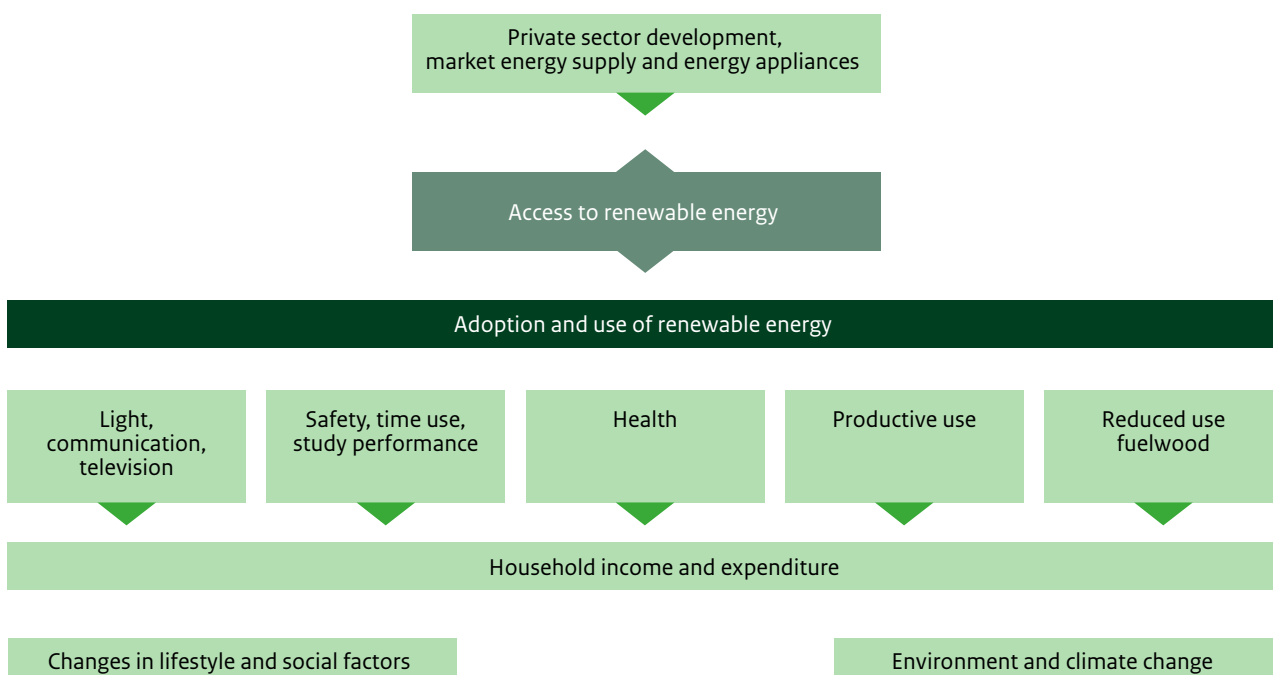 Private sector development,
market energy supply and energy appliances
Access to renewable energy
Adoption and use of renewable energy
Light,
communication,
television
Safety, time use,
study performance
Health
Productive use
Reduced use
fuelwood
Household income and expenditure
Changes in lifestyle and social factors
Environment and climate change